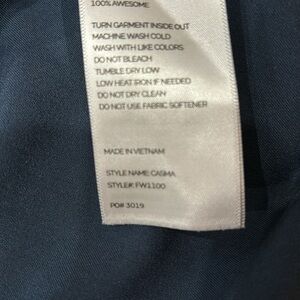 100% AWESOME
TURN GARMENT INSIDE OUT
MACHINE WASH COLD
WASH WITH LIKE COLORS
DO NOT BLEACH
TUMBLE DRY LOW
LOW HEAT IRON IF NEEDED
DO NOT DRY CLEAN
DO NOT USE FABRIC SOFTENER
MADE IN VIETNAM
STYLE NAME: CASMA
STYLE#: FW1100
PO# 3019